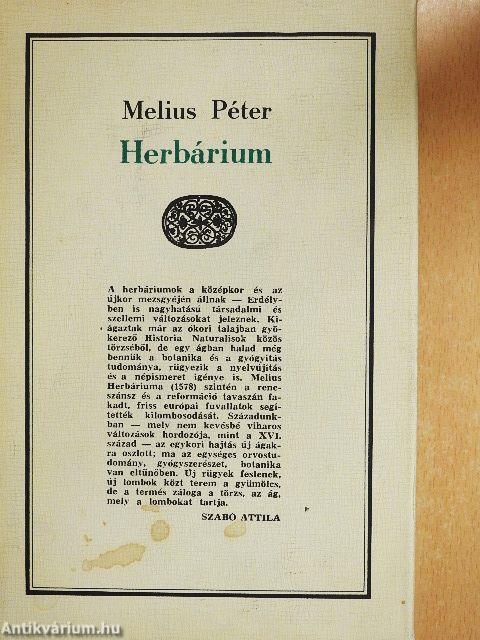 Melius Péter
Herbárium
A herbáriumok a középkor és az
újkor mezsgyéjén állnak — Erdély-
ben is nagyhatású társadalmi és
szellemi változásokat jeleznek. Ki-
ágaztak már az ókori talajban gyö-
kerező Historia Naturalisok közös
törzséből, de egy ágban halad még
bennük a botanika és a gyógyítás
tudománya, rügyezik a nyelvújítás
és a népismeret igénye is. Melius
Herbáriuma (1578) szintén a rene-
szánsz és a reformáció tavaszán fa-
kadt, friss európai fuvallatok segí-
tették kilombosodását. Századunk-
ban — mely nem kevésbé viharos
változások hordozója, mint a XVI.
század — az egykori hajtás új ágak-
ra oszlott; ma az egységes orvostu-
domány, gyógyszerészet, botanika
van eltűnőben. Uj rügyek feslenek,
új lombok közt terem a gyümölcs,
de a termés záloga a törzs, az ág,
mely a lombokat tartja.
SZABÓ ATTILA
Antikvárium.hu